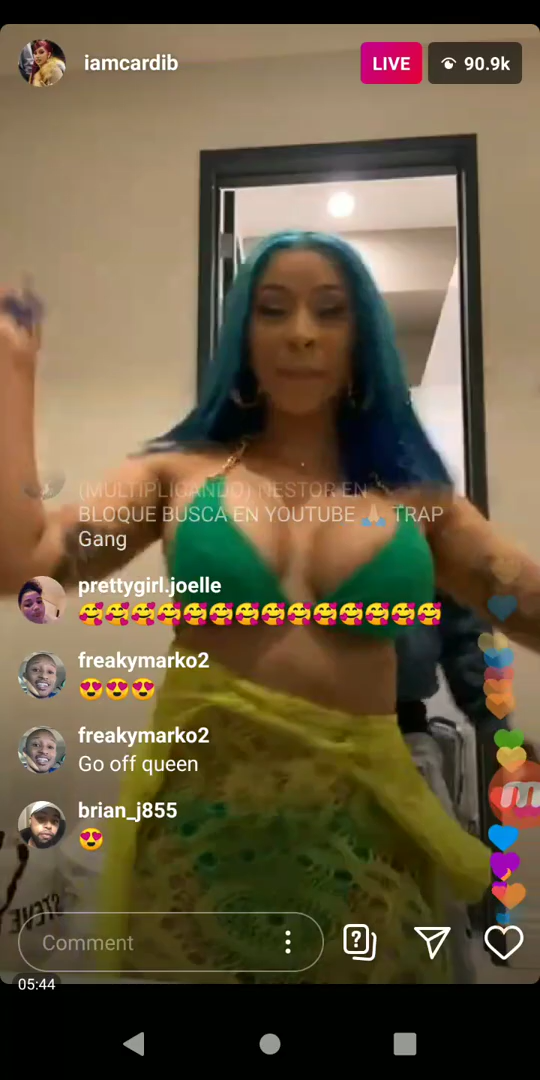 iamcardib
LIVE
90.9k
(MULTIPLICANDO) NESTOR EN
BLOQUE BUSCA EN YOUTUBE 🙏 TRAP
Gang
prettygirl.joelle
🥰🥰🥰🥰🥰🥰🥰🥰🥰🥰🥰🥰🥰🥰
freakymarko2
😍😍😍
freakymarko2
Go off queen
brian_j855
😍
STEVE
Comment
05:44